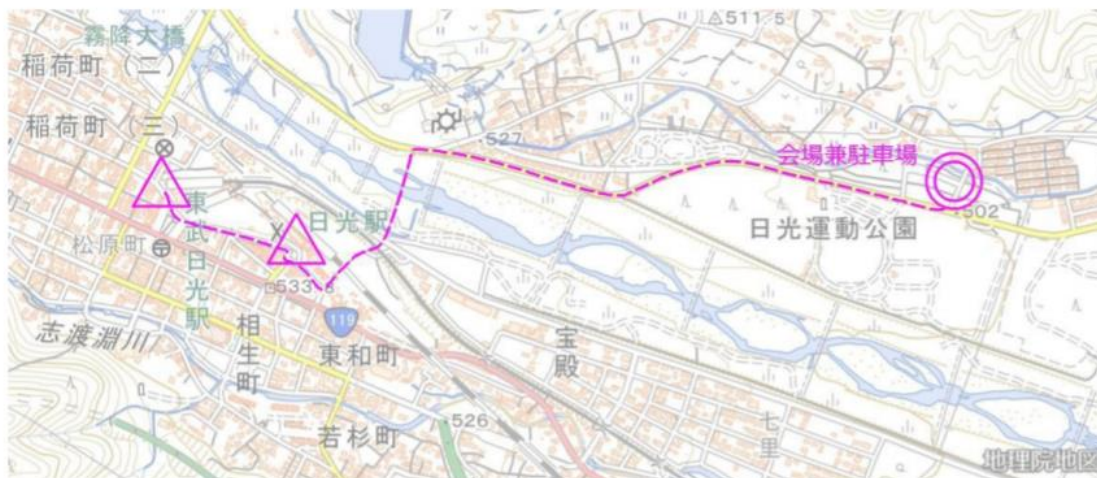 511.5
霧降大橋
稲荷町(二)
527
稲荷町(三)
会場兼駐車場
東武日光駅
日光駅
502
日光運動公園
松原町
533
119
志渡淵川
相生町
東和町
宝殿
526
若杉町
七里
地理院地図